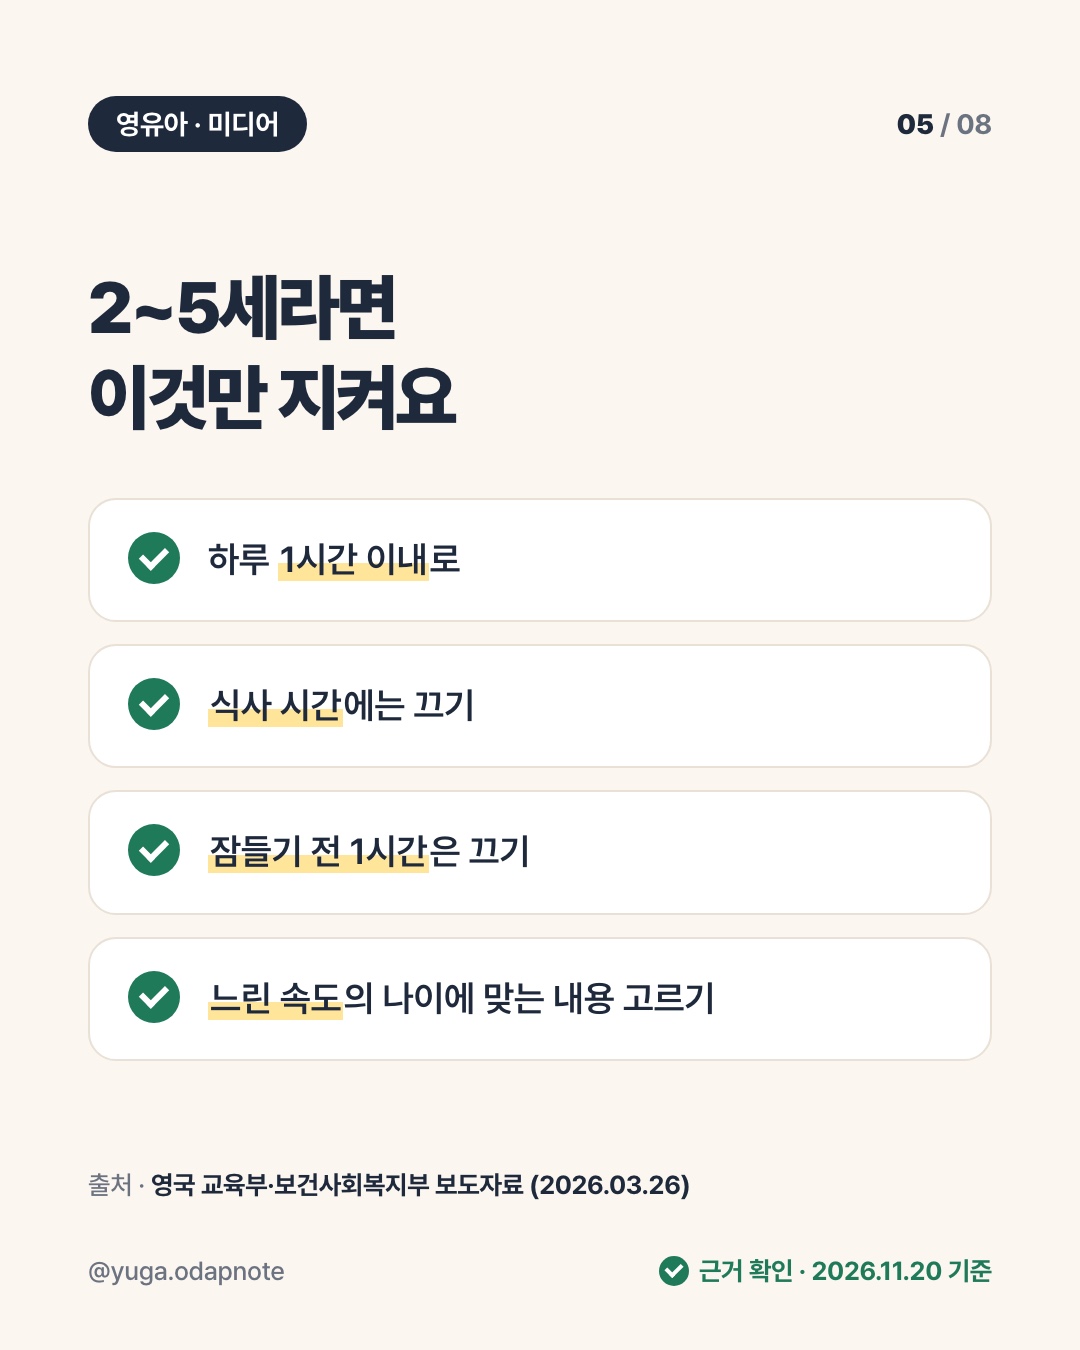 영유아 · 미디어
05 / 08
2~5세라면
이것만 지켜요
하루 1시간 이내로
식사 시간에는 끄기
잠들기 전 1시간은 끄기
느린 속도의 나이에 맞는 내용 고르기
출처 · 영국 교육부·보건사회복지부 보도자료 (2026.03.26)
@yuga.odapnote
근거 확인 · 2026.11.20 기준